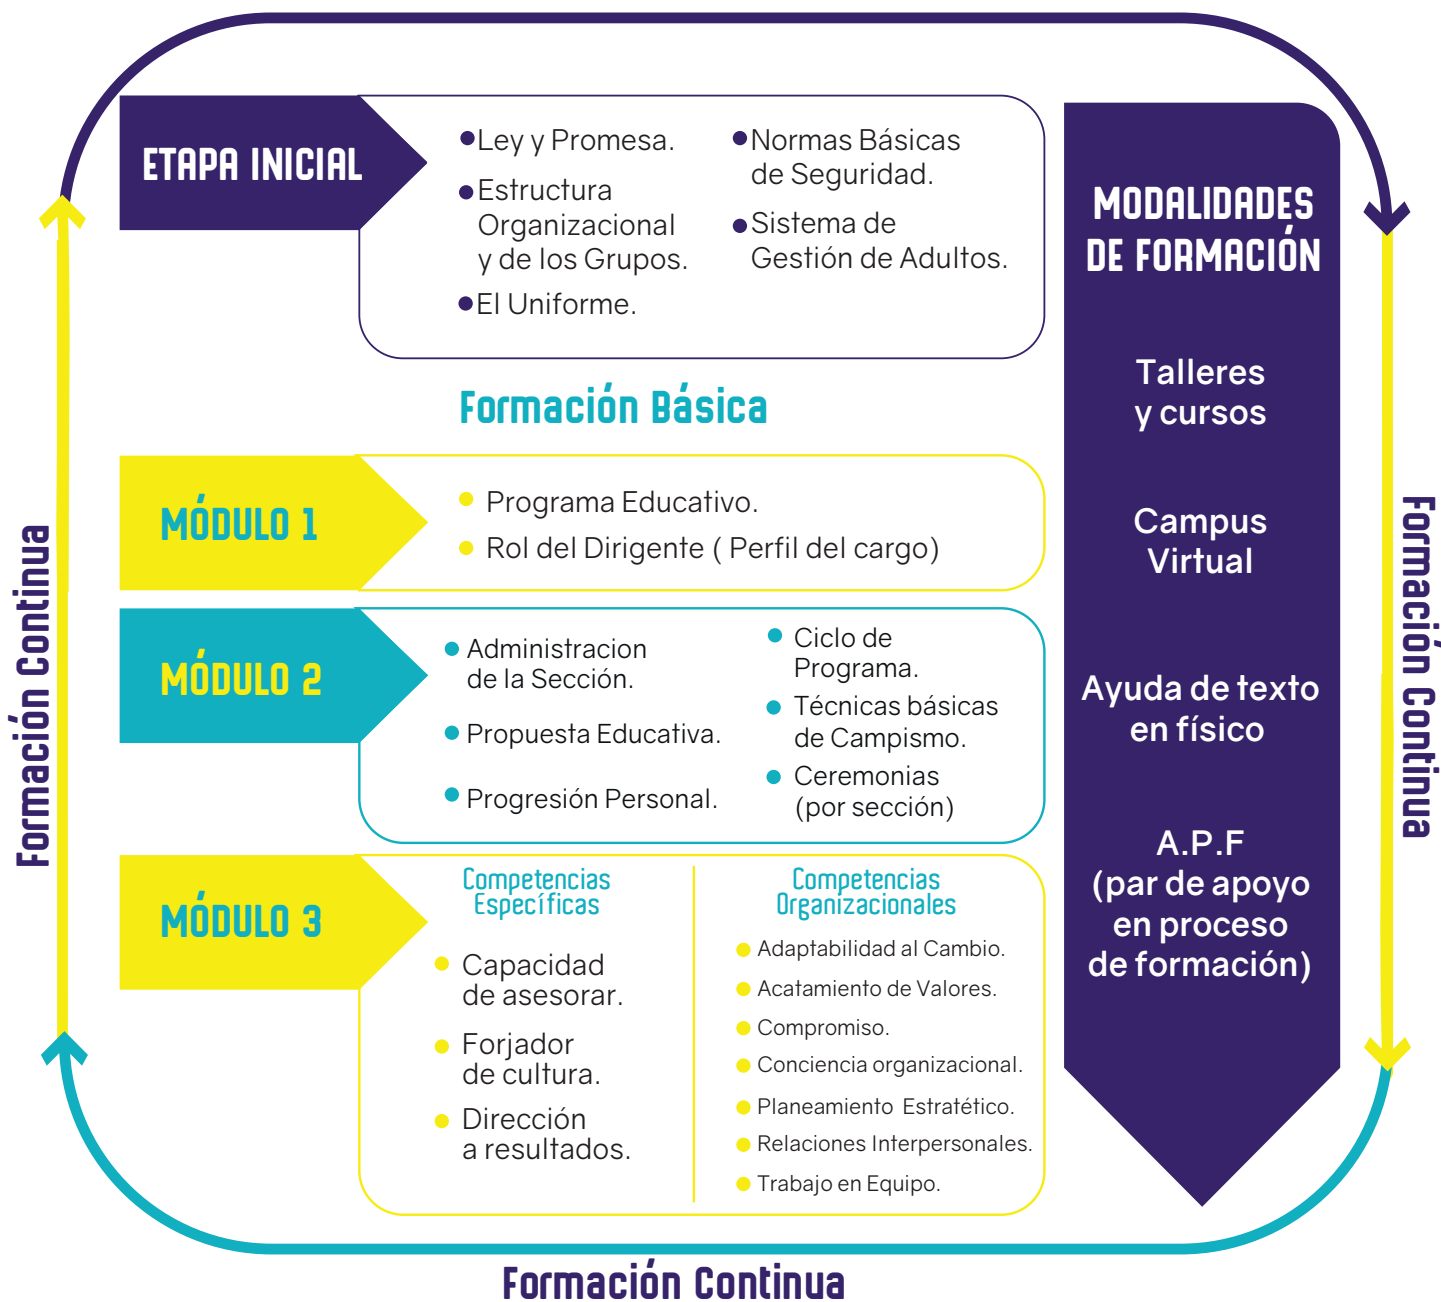 ETAPA INICIAL
Ley y Promesa.
Estructura
Organizacional
y de los Grupos.
El Uniforme.
Normas Básicas
de Seguridad.
Sistema de
Gestión de Adultos.
Formación Básica
MÓDULO 1
Programa Educativo.
Rol del Dirigente ( Perfil del cargo)
MÓDULO 2
Administracion
de la Sección.
Propuesta Educativa.
Progresión Personal.
Ciclo de
Programa.
Técnicas básicas
de Campismo.
Ceremonias
(por sección)
MÓDULO 3
Competencias
Específicas
Capacidad
de asesorar.
Forjador
de cultura.
Dirección
a resultados.
Competencias
Organizacionales
Adaptabilidad al Cambio.
Acatamiento de Valores.
Compromiso.
Conciencia organizacional.
Planeamiento Estratético.
Relaciones Interpersonales.
Trabajo en Equipo.
MODALIDADES
DE FORMACIÓN
Talleres
y cursos
Campus
Virtual
Ayuda de texto
en físico
A.P.F
(par de apoyo
en proceso
de formación)
Formación Continua
Formación Continua
Formación Continua